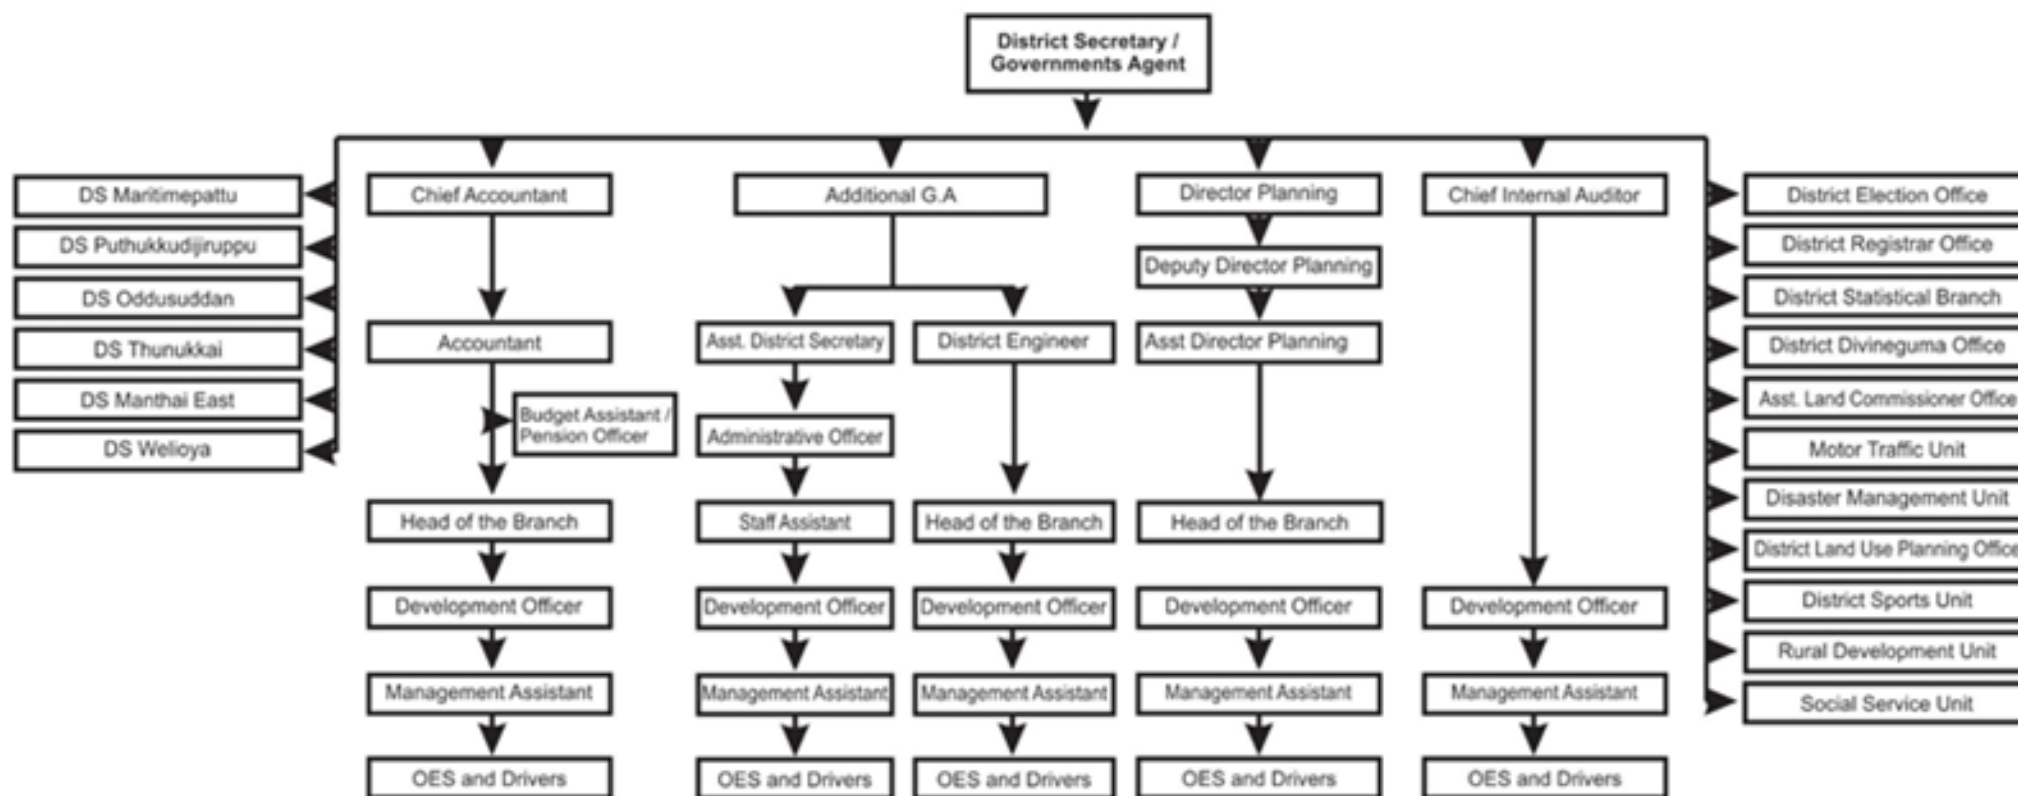 District Secretary /
Governments Agent
DS Maritimepattu
DS Puthukkudijiruppu
DS Oddusuddan
DS Thunukkai
DS Manthai East
DS Welioya
Chief Accountant
Accountant
Budget Assistant /
Pension Officer
Head of the Branch
Development Officer
Management Assistant
OES and Drivers
Additional G.A
Asst. District Secretary
Administrative Officer
Staff Assistant
Development Officer
Management Assistant
OES and Drivers
District Engineer
Head of the Branch
Development Officer
Management Assistant
OES and Drivers
Director Planning
Deputy Director Planning
Asst Director Planning
Head of the Branch
Development Officer
Management Assistant
OES and Drivers
Chief Internal Auditor
Development Officer
Management Assistant
OES and Drivers
District Election Office
District Registrar Office
District Statistical Branch
District Divineguma Office
Asst. Land Commissioner Office
Motor Traffic Unit
Disaster Management Unit
District Land Use Planning Office
District Sports Unit
Rural Development Unit
Social Service Unit